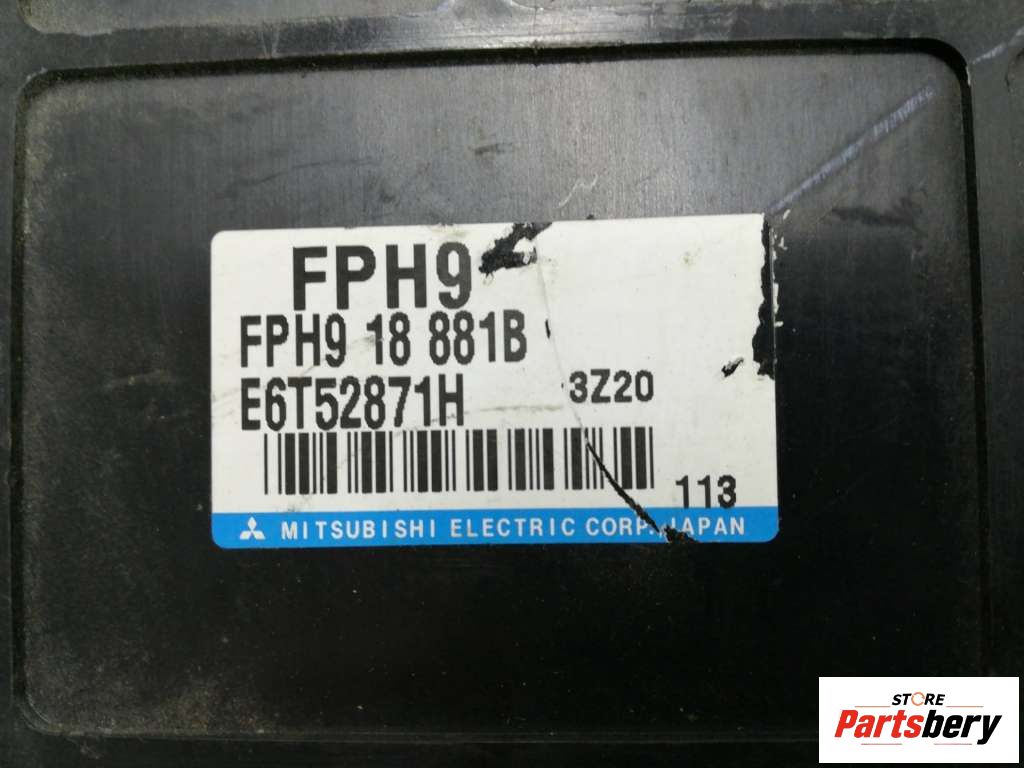 FPH9
FPH9 18 881B
E6T52871H 3Z20
113
MITSUBISHI ELECTRIC CORP./JAPAN
STORE
Partsbery